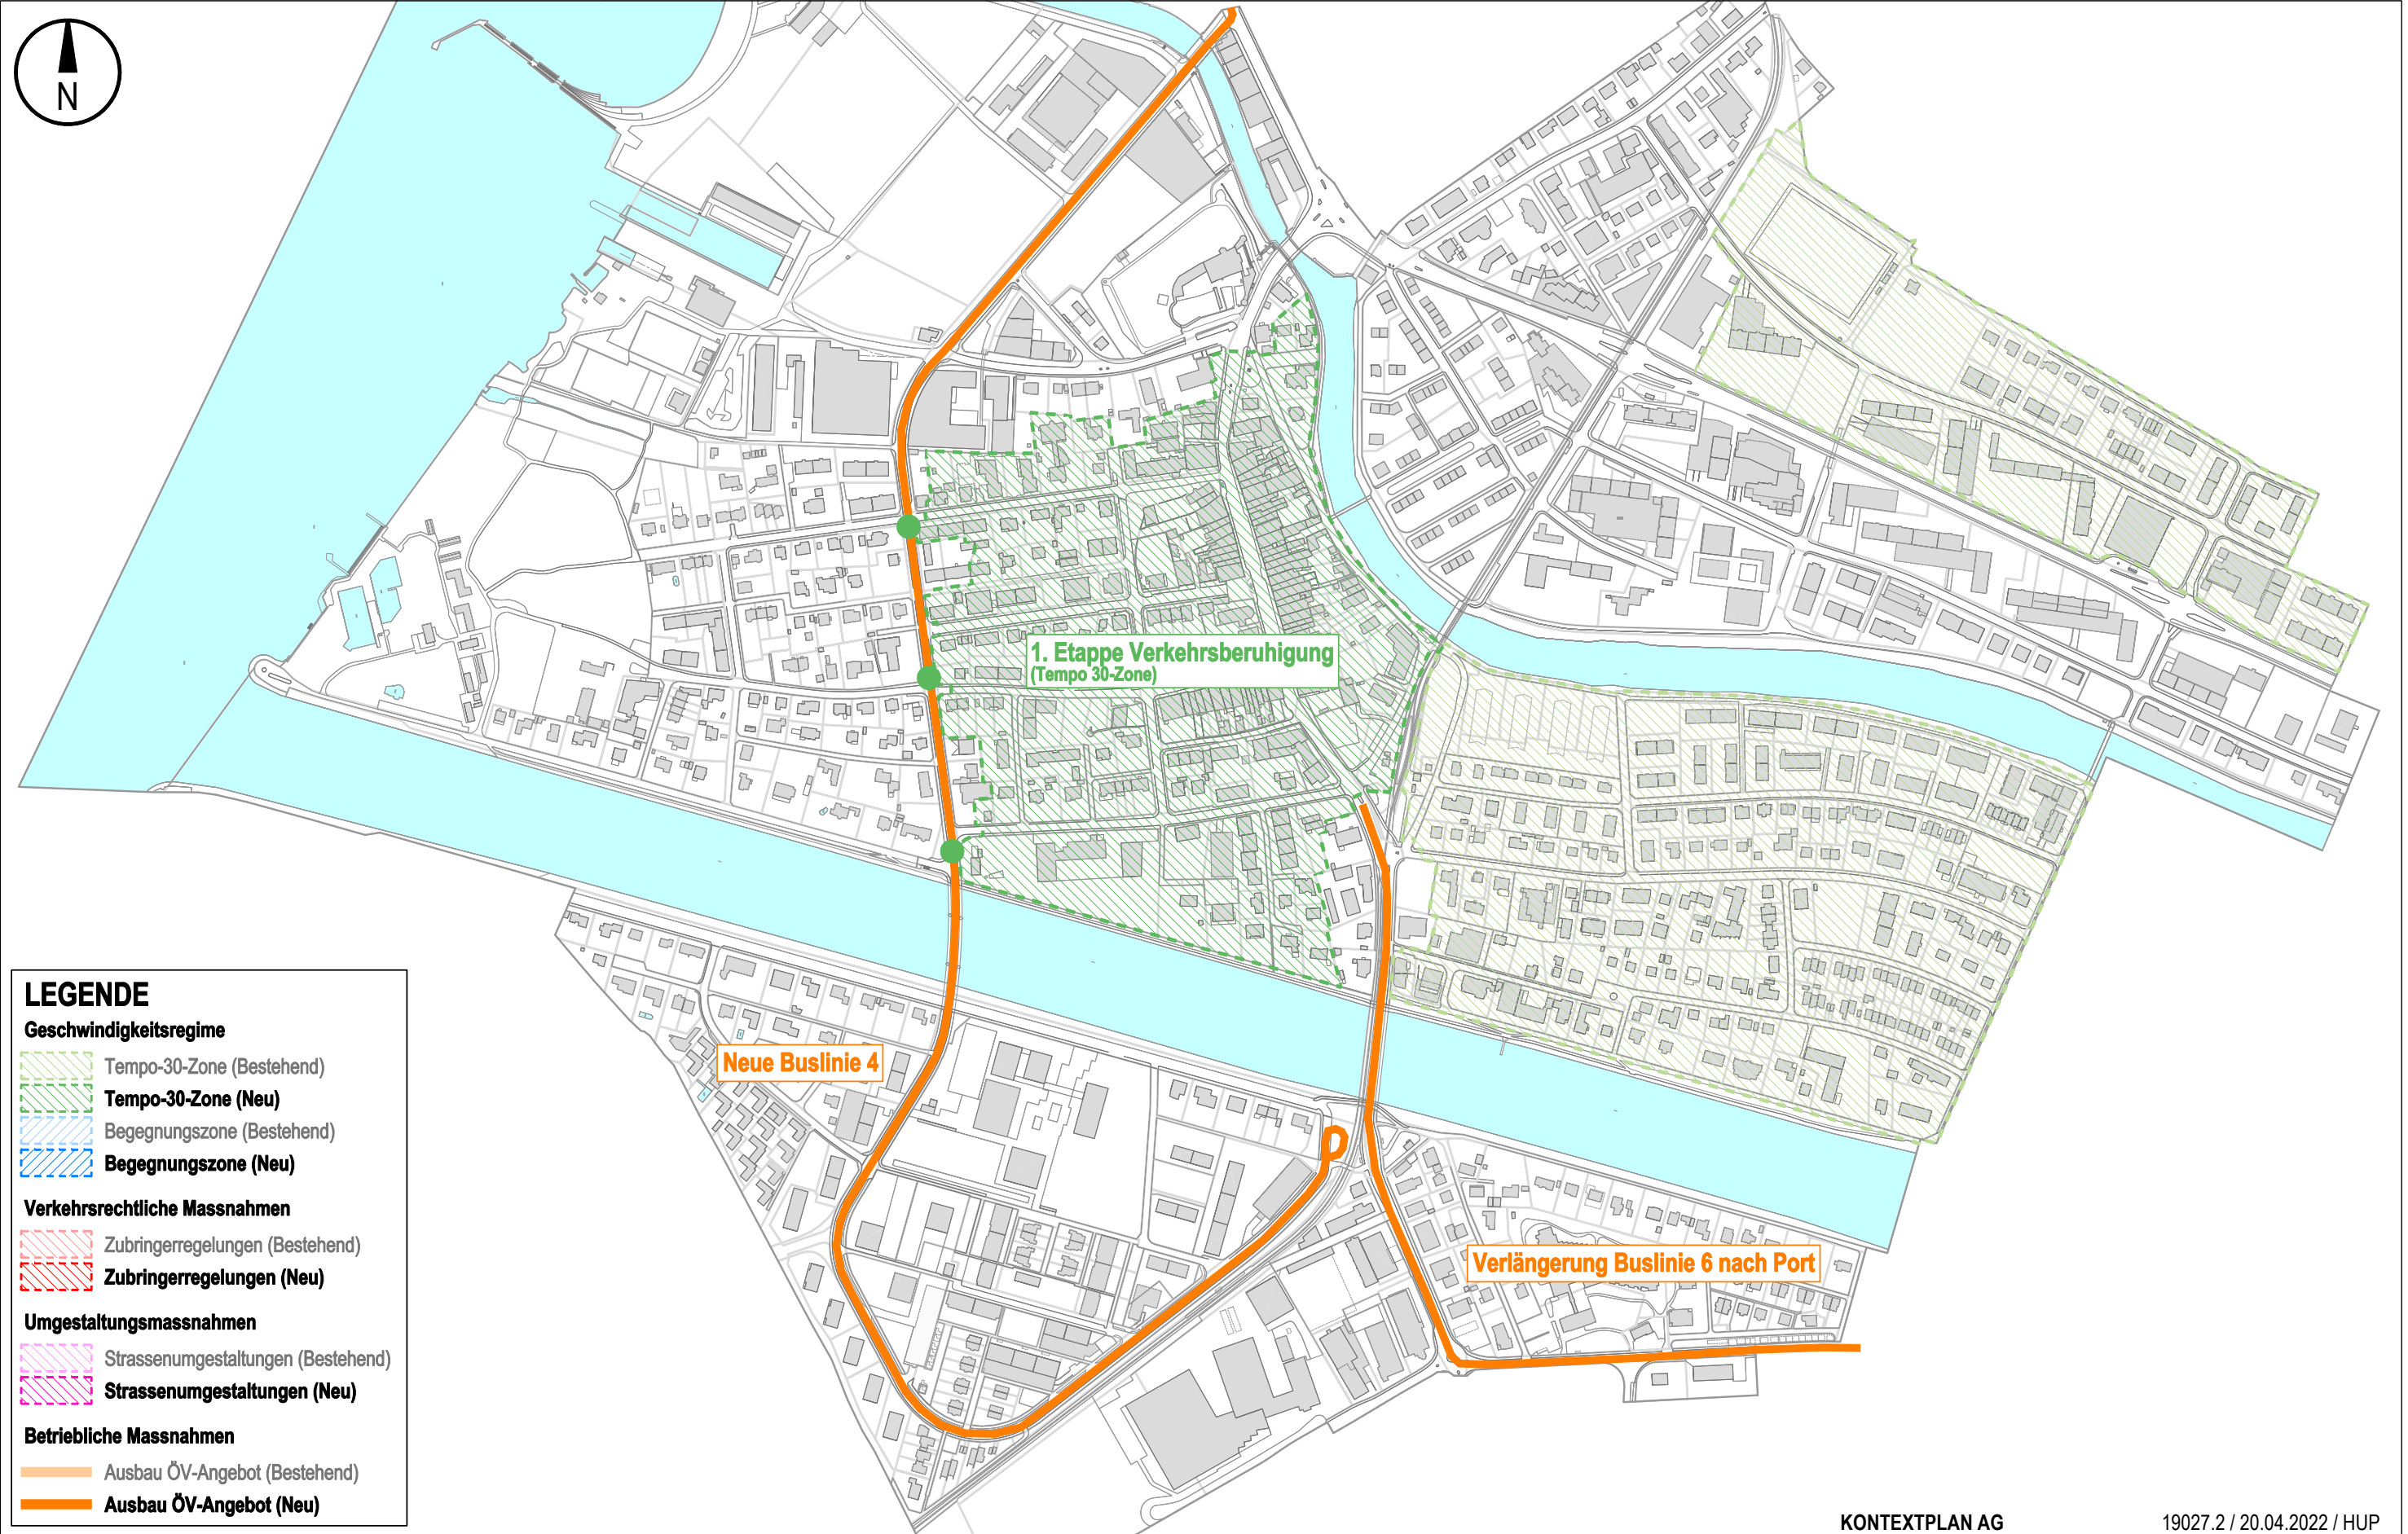 N
1. Etappe Verkehrsberuhigung
(Tempo 30-Zone)
Neue Buslinie 4
Verlängerung Buslinie 6 nach Port
LEGENDE
Geschwindigkeitsregime
Tempo-30-Zone (Bestehend)
Tempo-30-Zone (Neu)
Begegnungszone (Bestehend)
Begegnungszone (Neu)
Verkehrsrechtliche Massnahmen
Zubringerregelungen (Bestehend)
Zubringerregelungen (Neu)
Umgestaltungsmassnahmen
Strassenumgestaltungen (Bestehend)
Strassenumgestaltungen (Neu)
Betriebliche Massnahmen
Ausbau ÖV-Angebot (Bestehend)
Ausbau ÖV-Angebot (Neu)
KONTEXTPLAN AG 19027.2 / 20.04.2022 / HUP